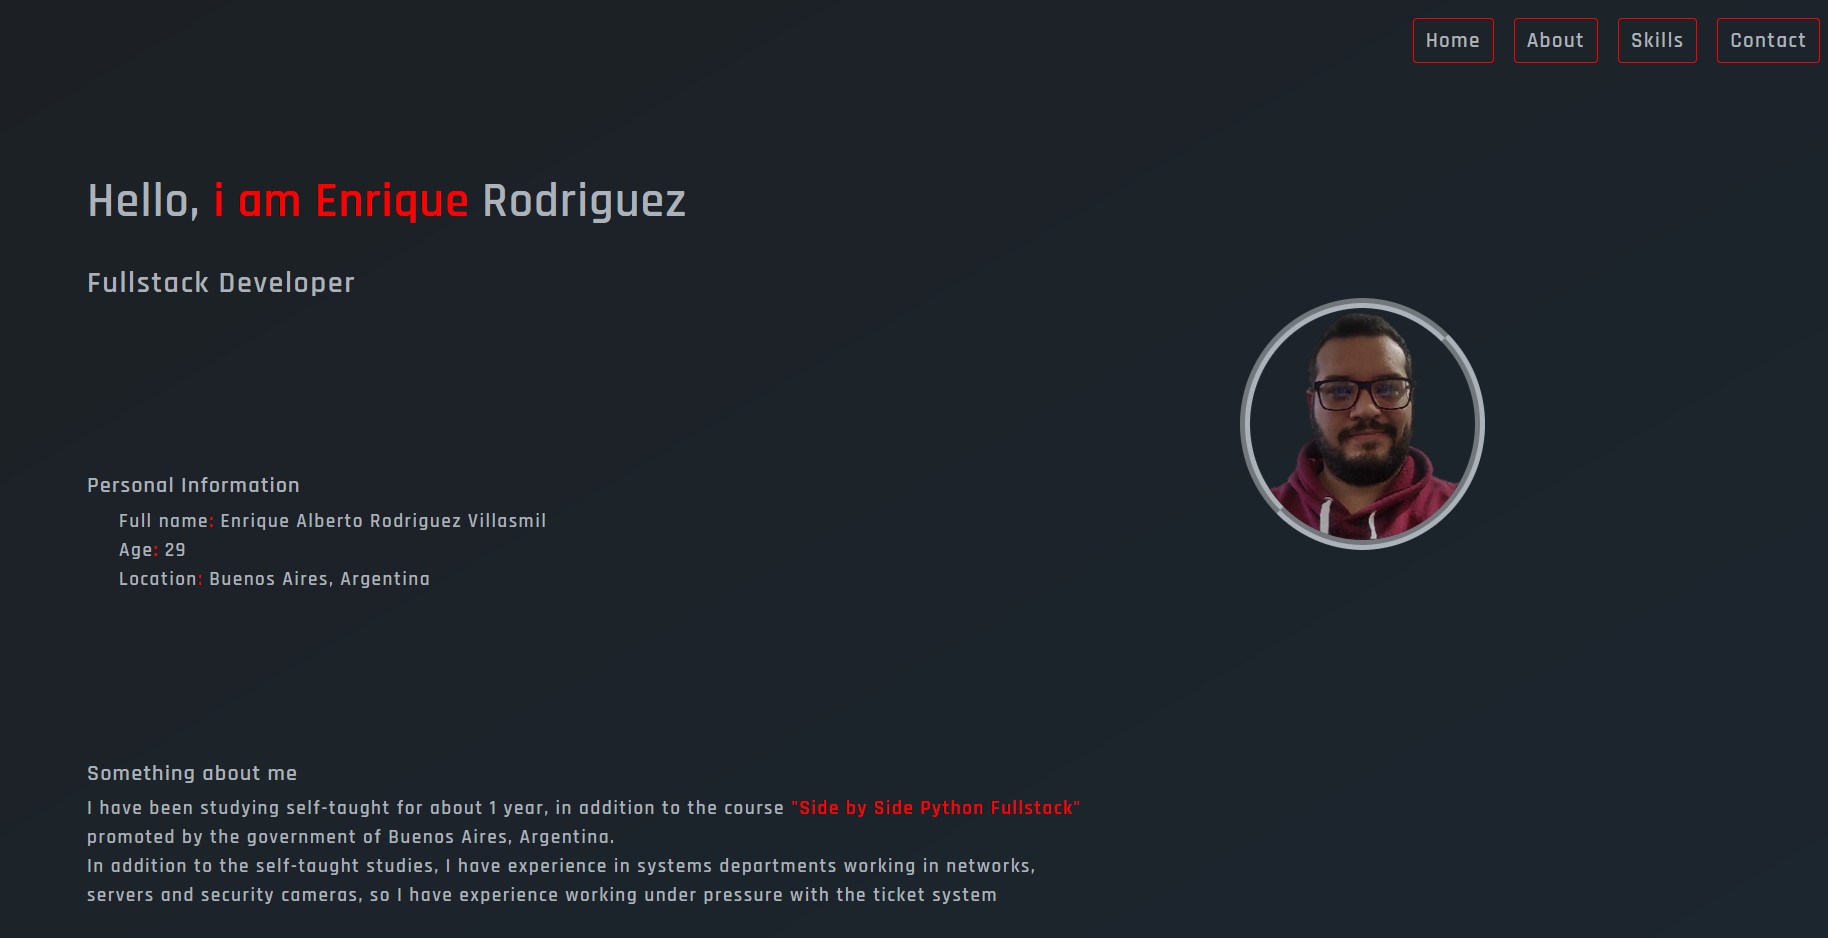 Home About Skills Contact
Hello, i am Enrique Rodriguez
Fullstack Developer
Personal Information
Full name: Enrique Alberto Rodriguez Villasmil
Age: 29
Location: Buenos Aires, Argentina
Something about me
I have been studying self-taught for about 1 year, in addition to the course "Side by Side Python Fullstack"
promoted by the government of Buenos Aires, Argentina.
In addition to the self-taught studies, I have experience in systems departments working in networks,
servers and security cameras, so I have experience working under pressure with the ticket system